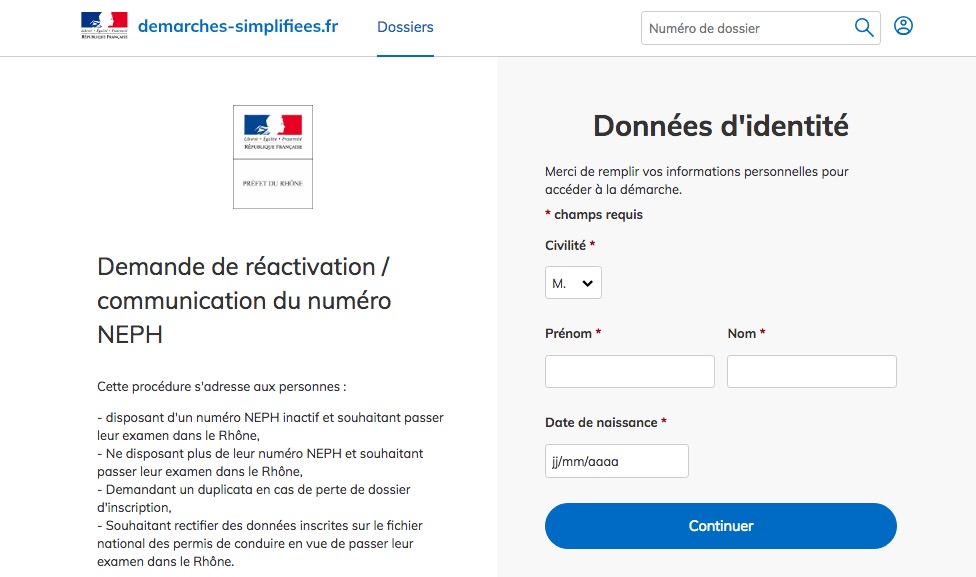 demarches-simplifiees.fr
Dossiers
Numéro de dossier
RÉPUBLIQUE FRANÇAISE
Liberté • Égalité • Fraternité
RÉPUBLIQUE FRANÇAISE
PRÉFET DU RHÔNE
Demande de réactivation /
communication du numéro
NEPH
Cette procédure s'adresse aux personnes :
- disposant d'un numéro NEPH inactif et souhaitant passer
leur examen dans le Rhône,
- Ne disposant plus de leur numéro NEPH et souhaitant
passer leur examen dans le Rhône,
- Demandant un duplicata en cas de perte de dossier
d'inscription,
- Souhaitant rectifier des données inscrites sur le fichier
national des permis de conduire en vue de passer leur
examen dans le Rhône.
Données d'identité
Merci de remplir vos informations personnelles pour
accéder à la démarche.
* champs requis
Civilité *
M.
Prénom * Nom *
Date de naissance *
jj/mm/aaaa
Continuer